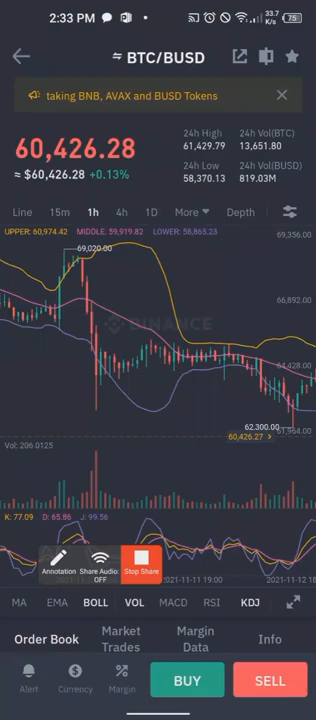 2:33 PM 33.7 K/s 75
BTC/BUSD
taking BNB, AVAX and BUSD Tokens
60,426.28
≈ $60,426.28 +0.13%
24h High 24h Vol(BTC)
61,429.79 13,651.80
24h Low 24h Vol(BUSD)
58,370.13 819.03M
Line 15m 1h 4h 1D More Depth
UPPER: 60,974.42 MIDDLE: 59,919.82 LOWER: 58,865.23
69,356.00
69,020.00
66,892.00
BINANCE
64,428.00
62,300.00
61,964.00
60,426.27
Vol: 206.0125
K: 77.09 D: 65.86 J: 99.56
Annotation Share Audio: OFF Stop Share
2021-11-11 19:00 2021-11-12 18
MA EMA BOLL VOL MACD RSI KDJ
Order Book Market Trades Margin Data Info
Alert Currency Margin BUY SELL